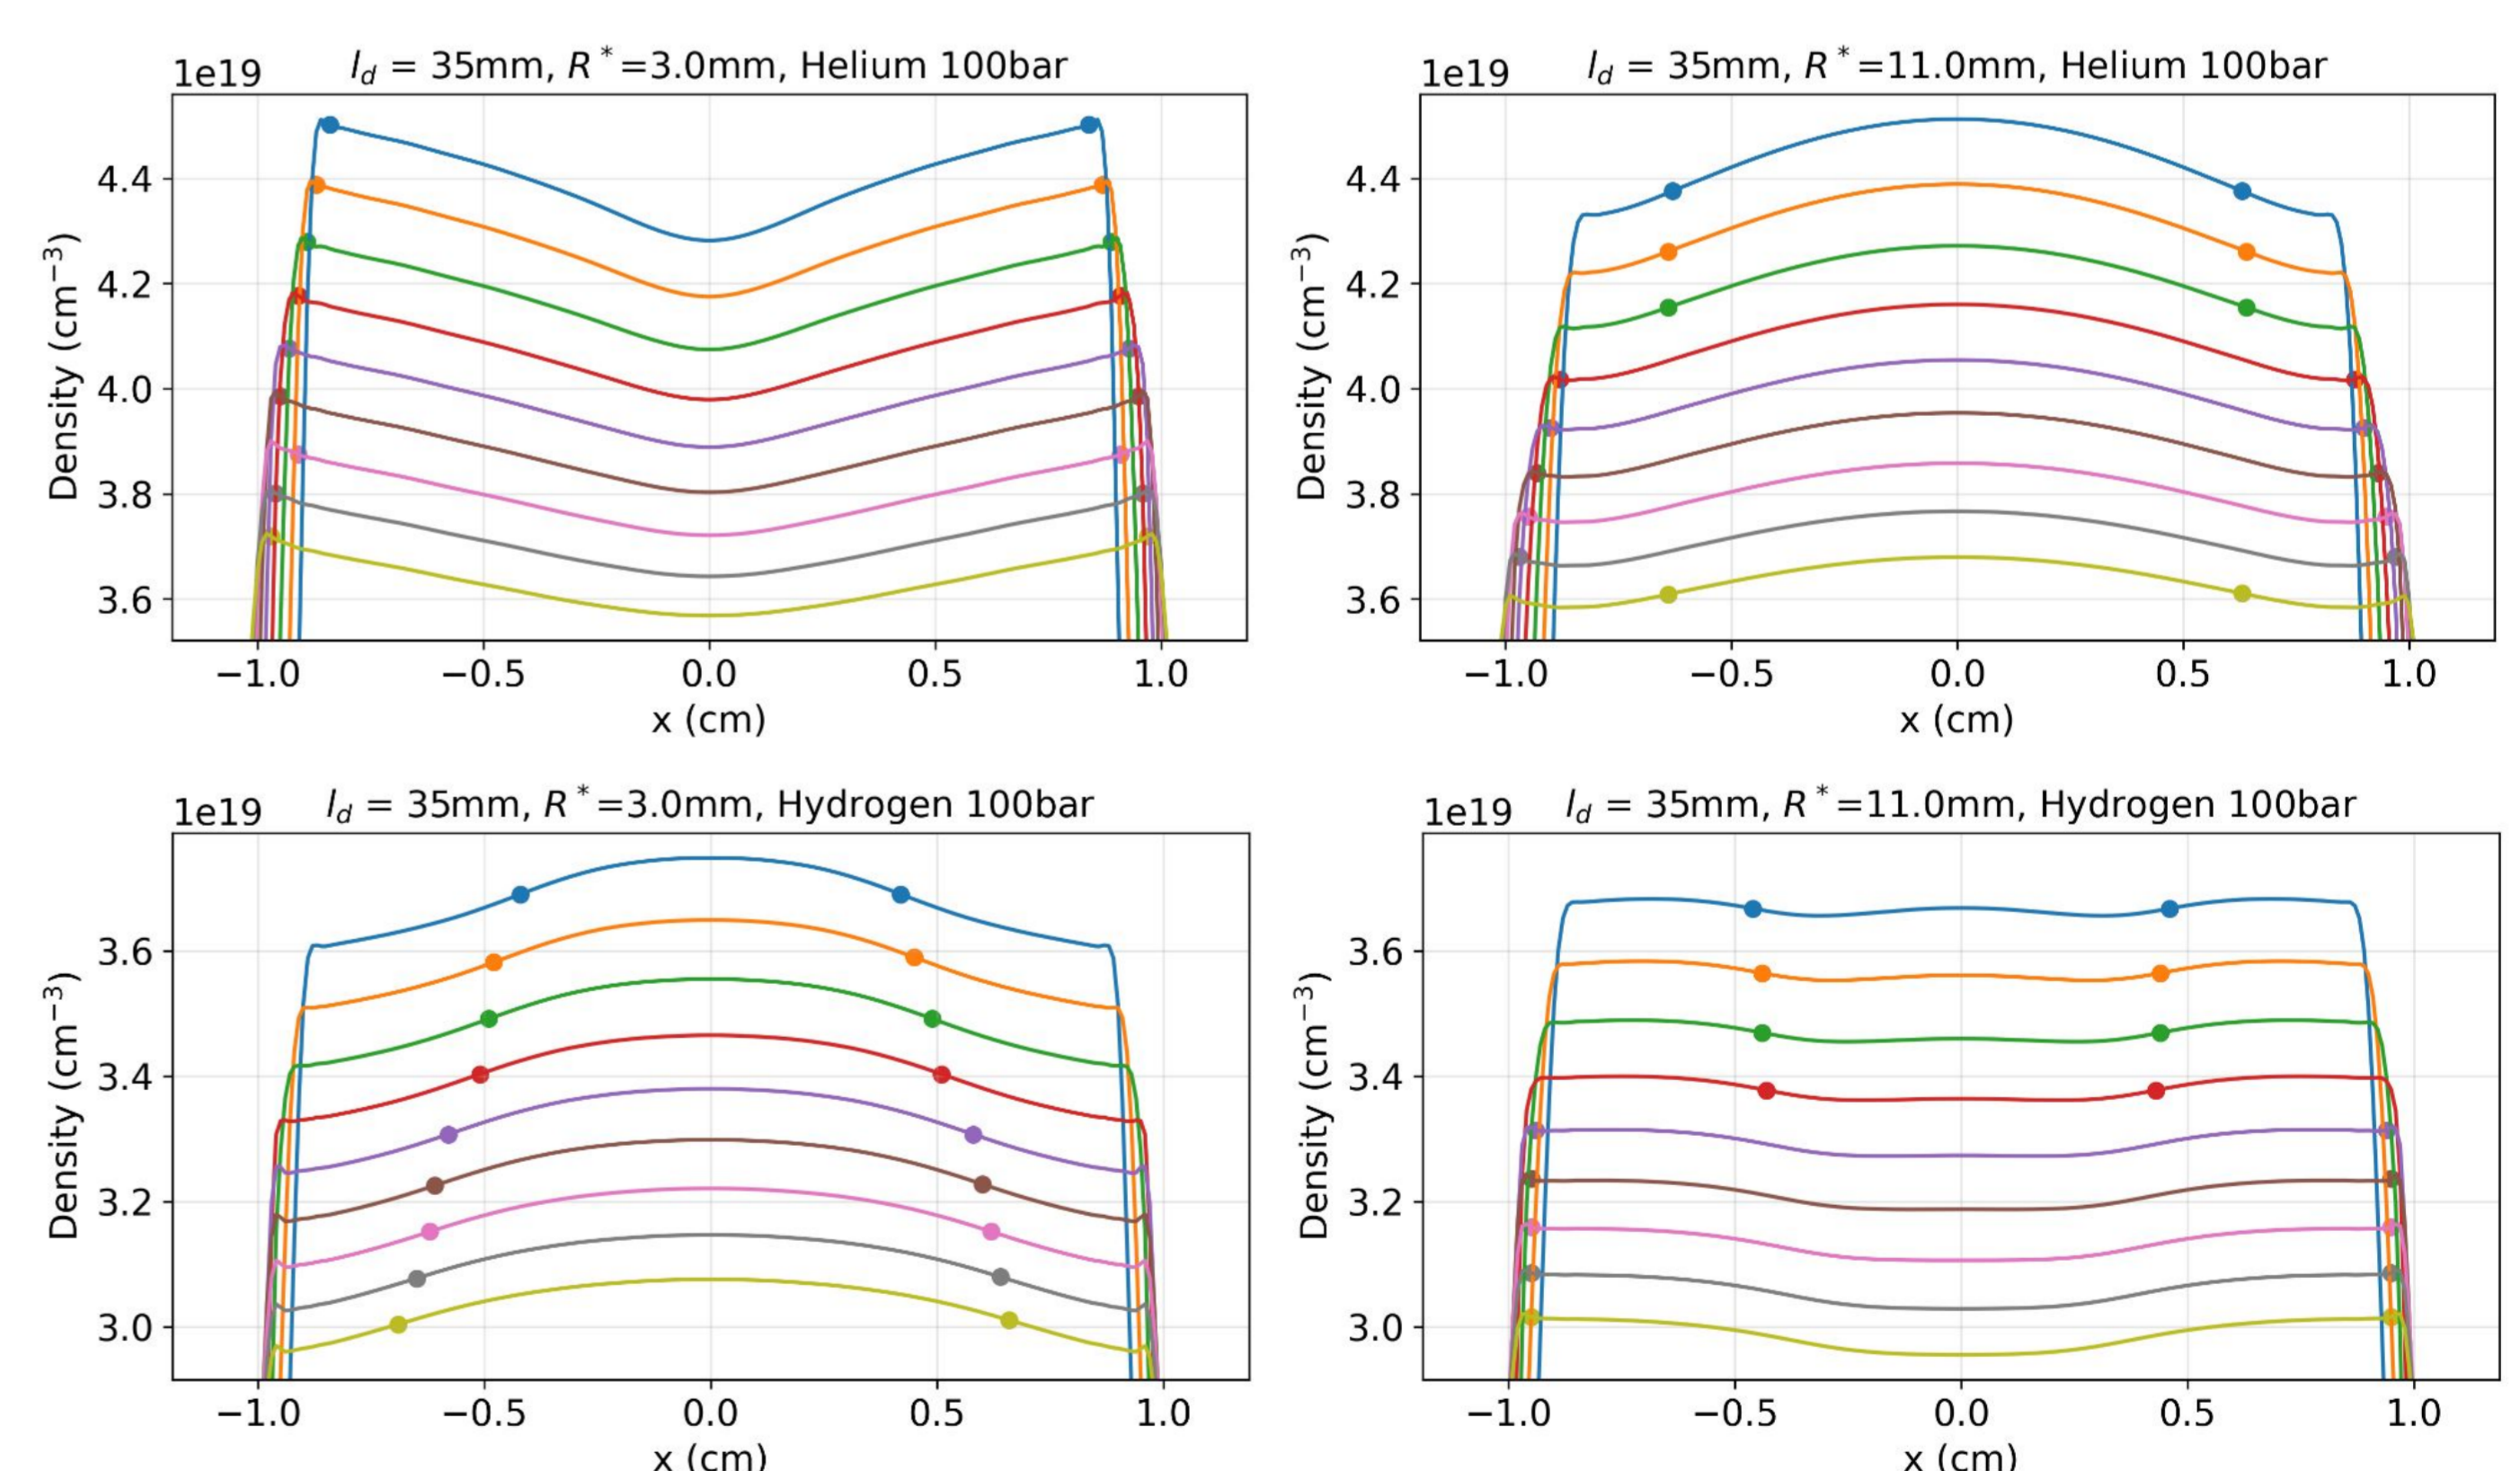 1e19 l_d = 35mm, R*=3.0mm, Helium 100bar
Density (cm⁻³)
4.4
4.2
4.0
3.8
3.6
−1.0 −0.5 0.0 0.5 1.0
x (cm)
1e19 l_d = 35mm, R*=11.0mm, Helium 100bar
Density (cm⁻³)
4.4
4.2
4.0
3.8
3.6
−1.0 −0.5 0.0 0.5 1.0
x (cm)
1e19 l_d = 35mm, R*=3.0mm, Hydrogen 100bar
Density (cm⁻³)
3.6
3.4
3.2
3.0
−1.0 −0.5 0.0 0.5 1.0
x (cm)
1e19 l_d = 35mm, R*=11.0mm, Hydrogen 100bar
Density (cm⁻³)
3.6
3.4
3.2
3.0
−1.0 −0.5 0.0 0.5 1.0
x (cm)